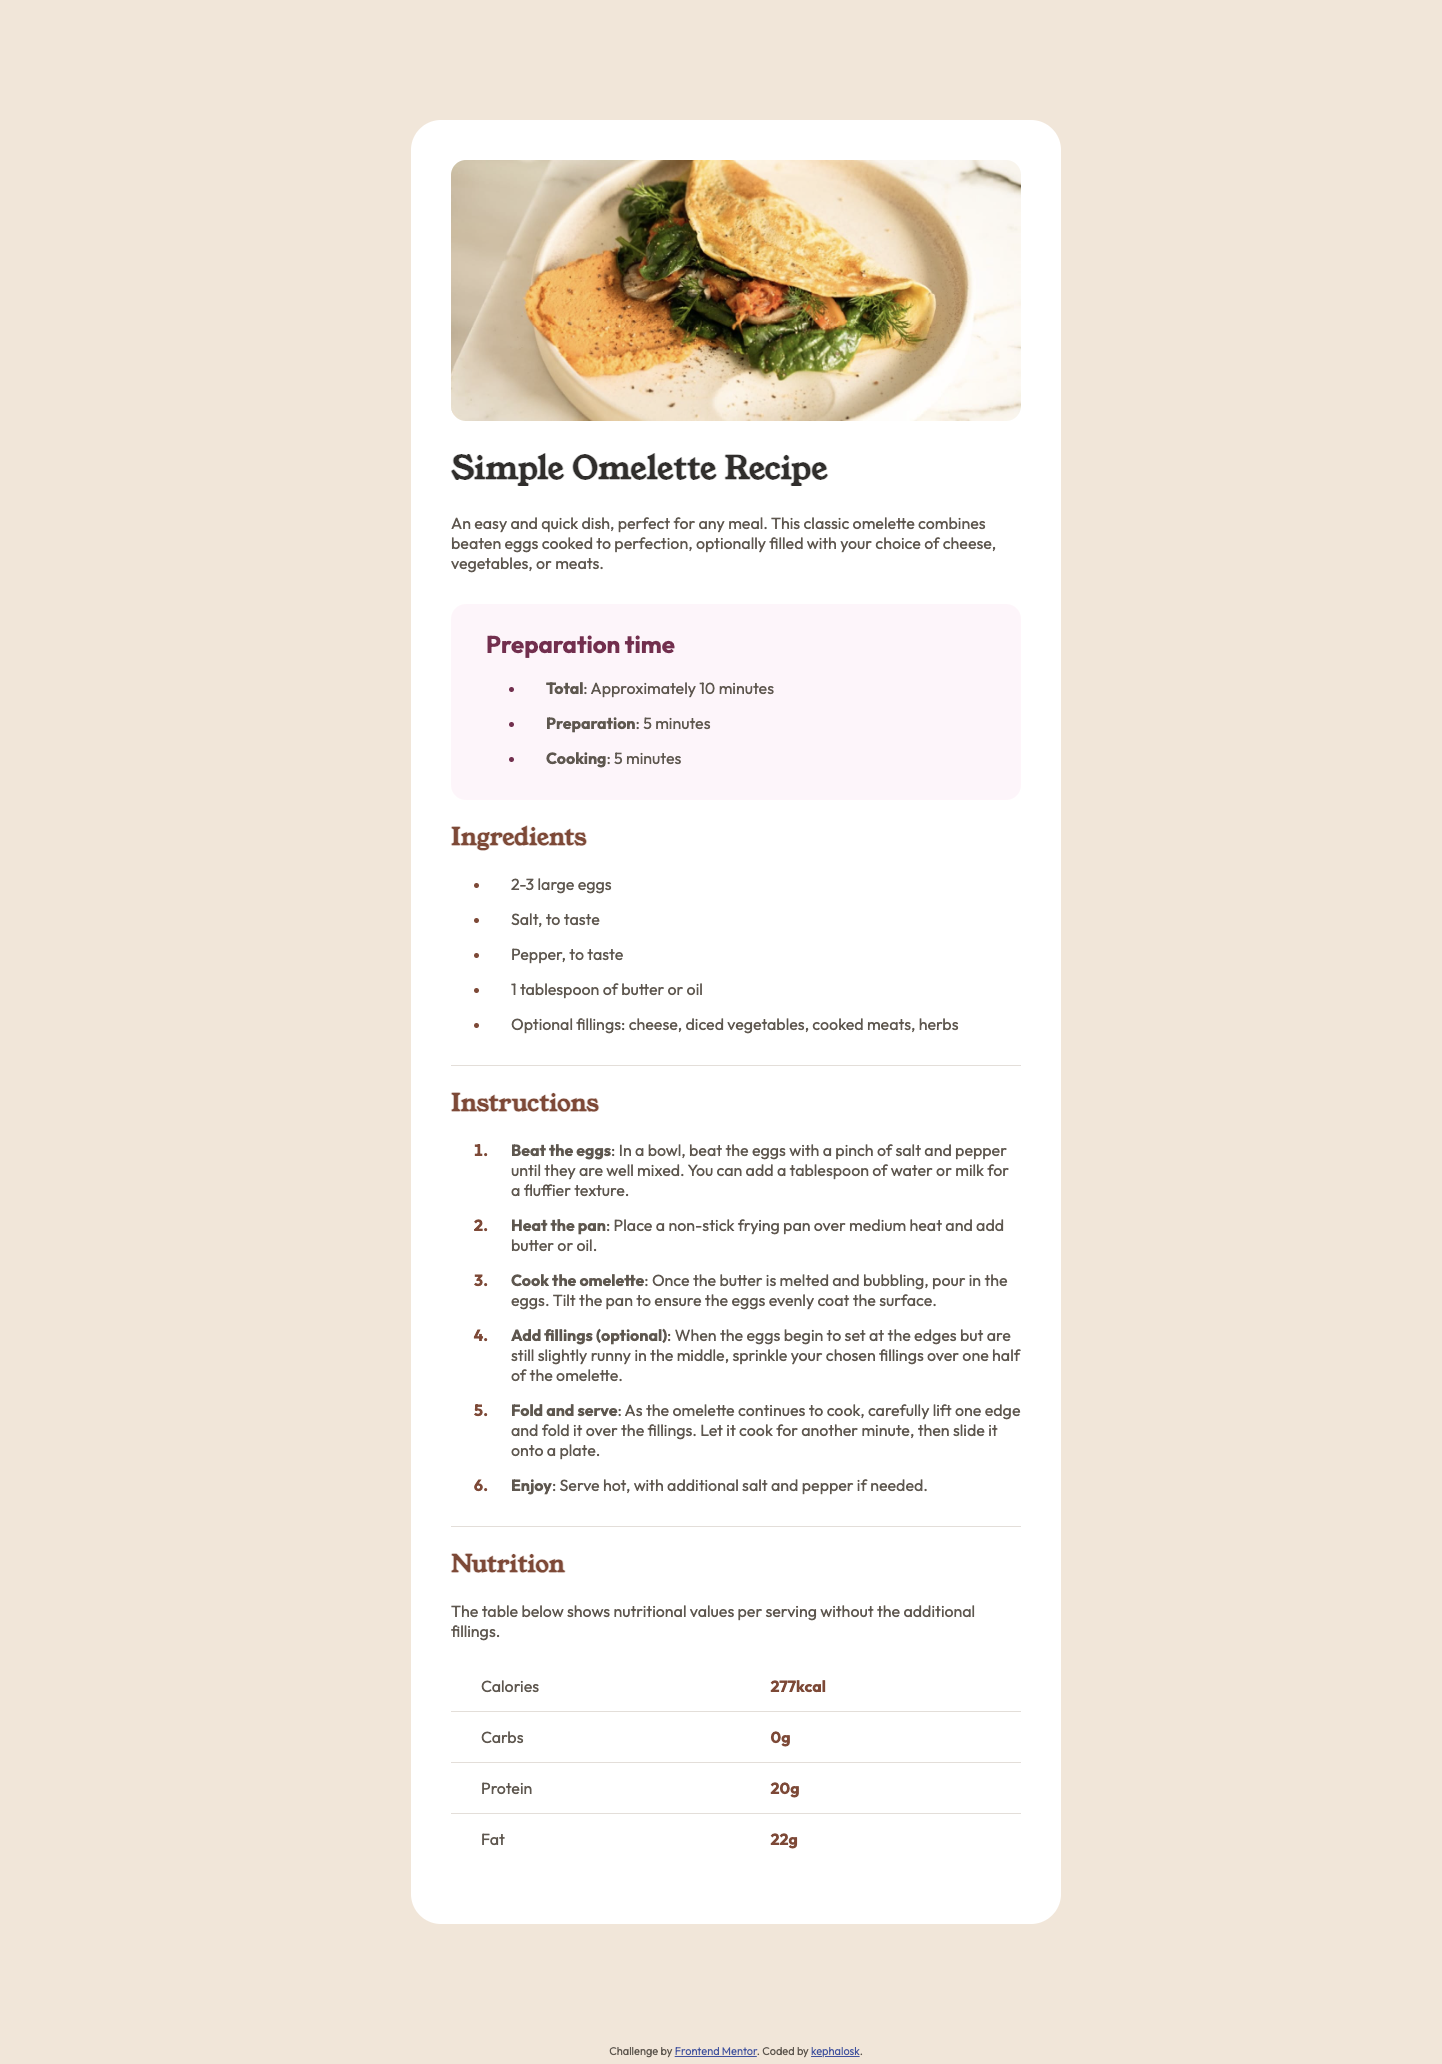 Simple Omelette Recipe
An easy and quick dish, perfect for any meal. This classic omelette combines
beaten eggs cooked to perfection, optionally filled with your choice of cheese,
vegetables, or meats.
Preparation time
• Total: Approximately 10 minutes
• Preparation: 5 minutes
• Cooking: 5 minutes
Ingredients
• 2-3 large eggs
• Salt, to taste
• Pepper, to taste
• 1 tablespoon of butter or oil
• Optional fillings: cheese, diced vegetables, cooked meats, herbs
Instructions
1. Beat the eggs: In a bowl, beat the eggs with a pinch of salt and pepper
until they are well mixed. You can add a tablespoon of water or milk for
a fluffier texture.
2. Heat the pan: Place a non-stick frying pan over medium heat and add
butter or oil.
3. Cook the omelette: Once the butter is melted and bubbling, pour in the
eggs. Tilt the pan to ensure the eggs evenly coat the surface.
4. Add fillings (optional): When the eggs begin to set at the edges but are
still slightly runny in the middle, sprinkle your chosen fillings over one half
of the omelette.
5. Fold and serve: As the omelette continues to cook, carefully lift one edge
and fold it over the fillings. Let it cook for another minute, then slide it
onto a plate.
6. Enjoy: Serve hot, with additional salt and pepper if needed.
Nutrition
The table below shows nutritional values per serving without the additional
fillings.
Calories 277kcal
Carbs 0g
Protein 20g
Fat 22g
Challenge by Frontend Mentor. Coded by kephalosk.